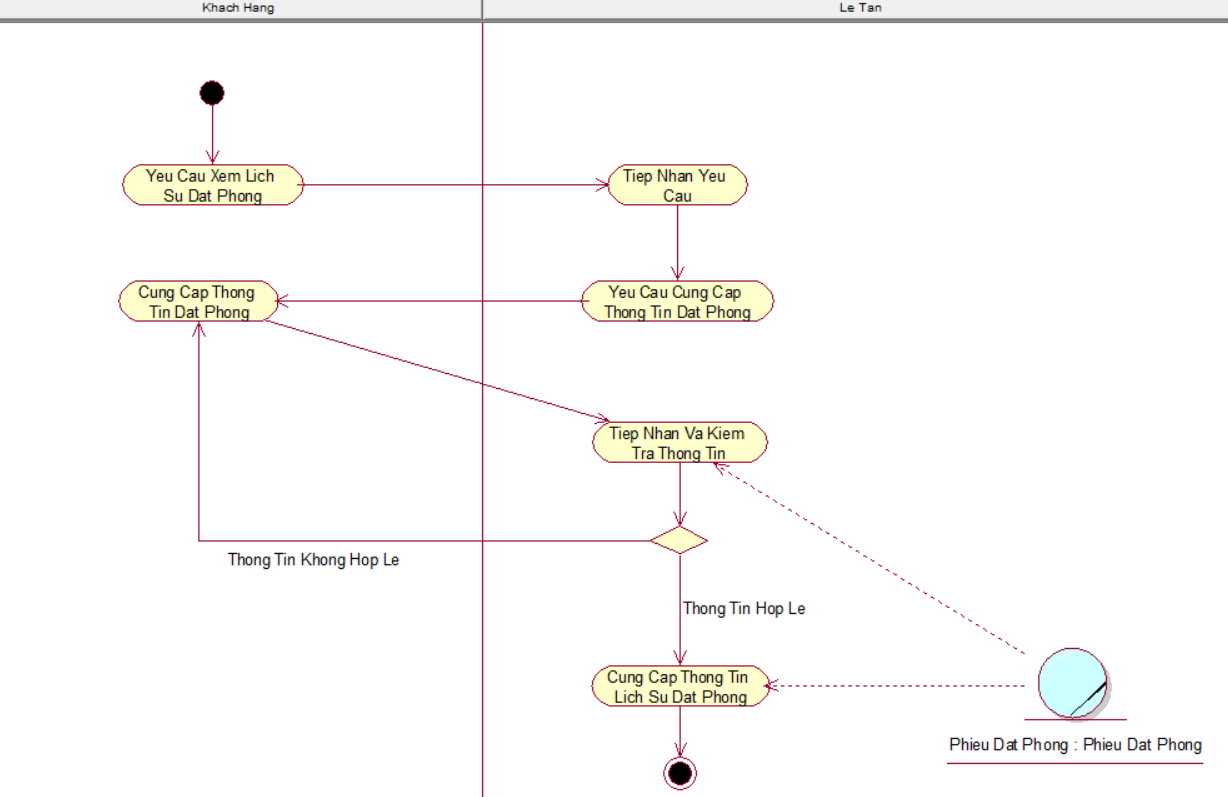 Khach Hang
Le Tan
Yeu Cau Xem Lich
Su Dat Phong
Tiep Nhan Yeu
Cau
Cung Cap Thong
Tin Dat Phong
Yeu Cau Cung Cap
Thong Tin Dat Phong
Tiep Nhan Va Kiem
Tra Thong Tin
Thong Tin Khong Hop Le
Thong Tin Hop Le
Cung Cap Thong Tin
Lich Su Dat Phong
Phieu Dat Phong : Phieu Dat Phong